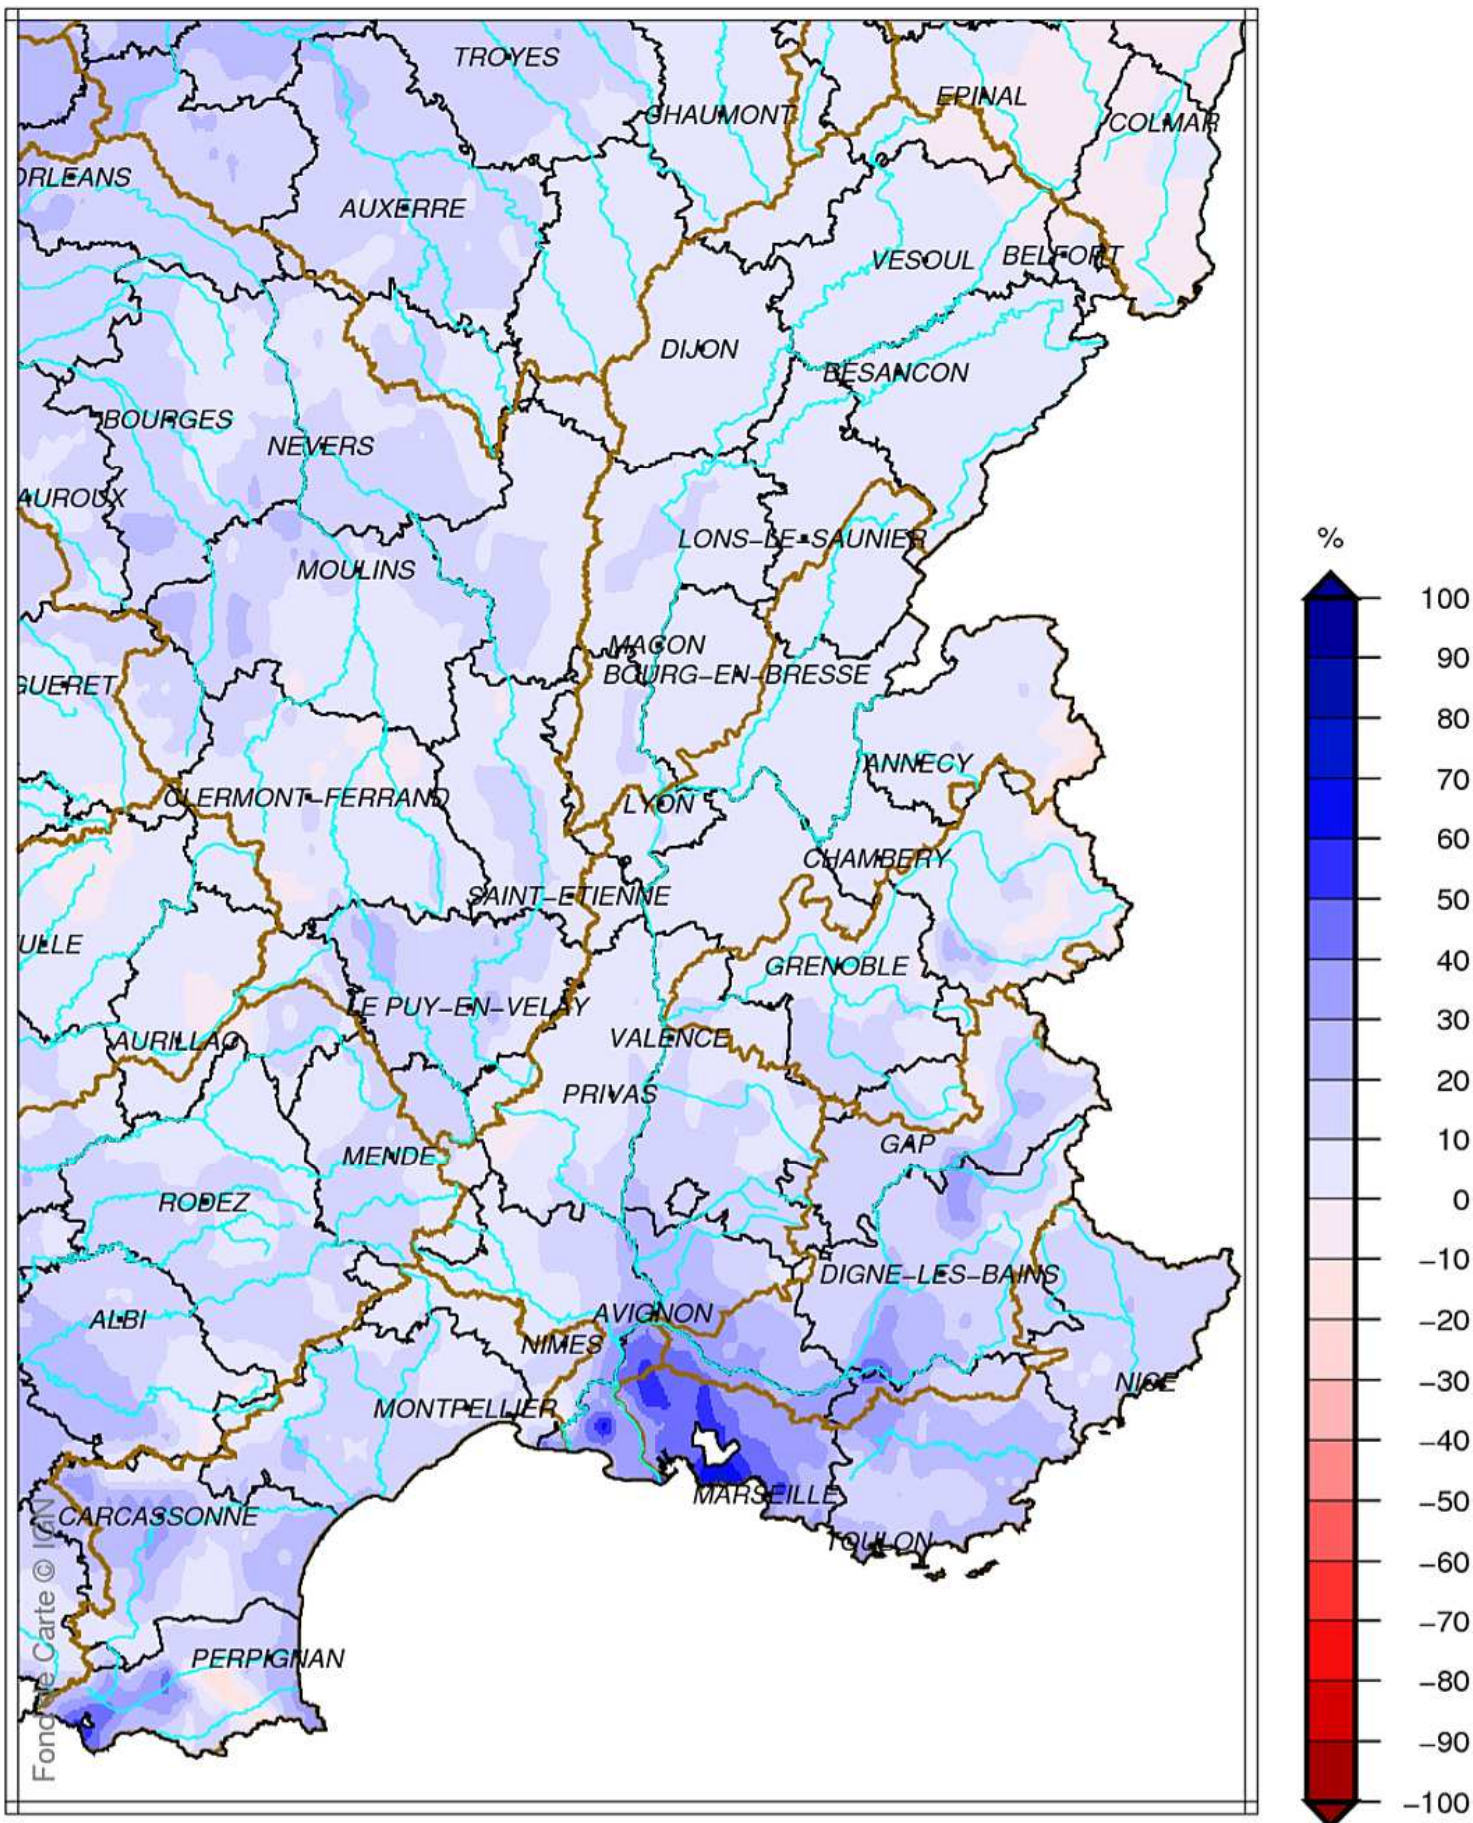 TROYES
EPINAL
CHAUMONT
COLMAR
ORLEANS
AUXERRE
VESOUL
BELFORT
DIJON
BESANCON
BOURGES
NEVERS
AUROUX
LONS-LE-SAUNIER
%
MOULINS
100
MACON
90
BOURG-EN-BRESSE
GUERET
80
ANNECY
70
CLERMONT-FERRAND
LYON
60
CHAMBERY
50
SAINT-ETIENNE
ULLE
40
GRENOBLE
LE PUY-EN-VELAY
30
AURILLAC
VALENCE
20
PRIVAS
10
GAP
MENDE
0
RODEZ
-10
DIGNE-LES-BAINS
AVIGNON
ALBI
-20
NIMES
-30
NICE
MONTPELLIER
-40
MARSEILLE
-50
CARCASSONNE
TOULON
-60
-70
PERPIGNAN
-80
-90
-100
Fond de Carte © IGN